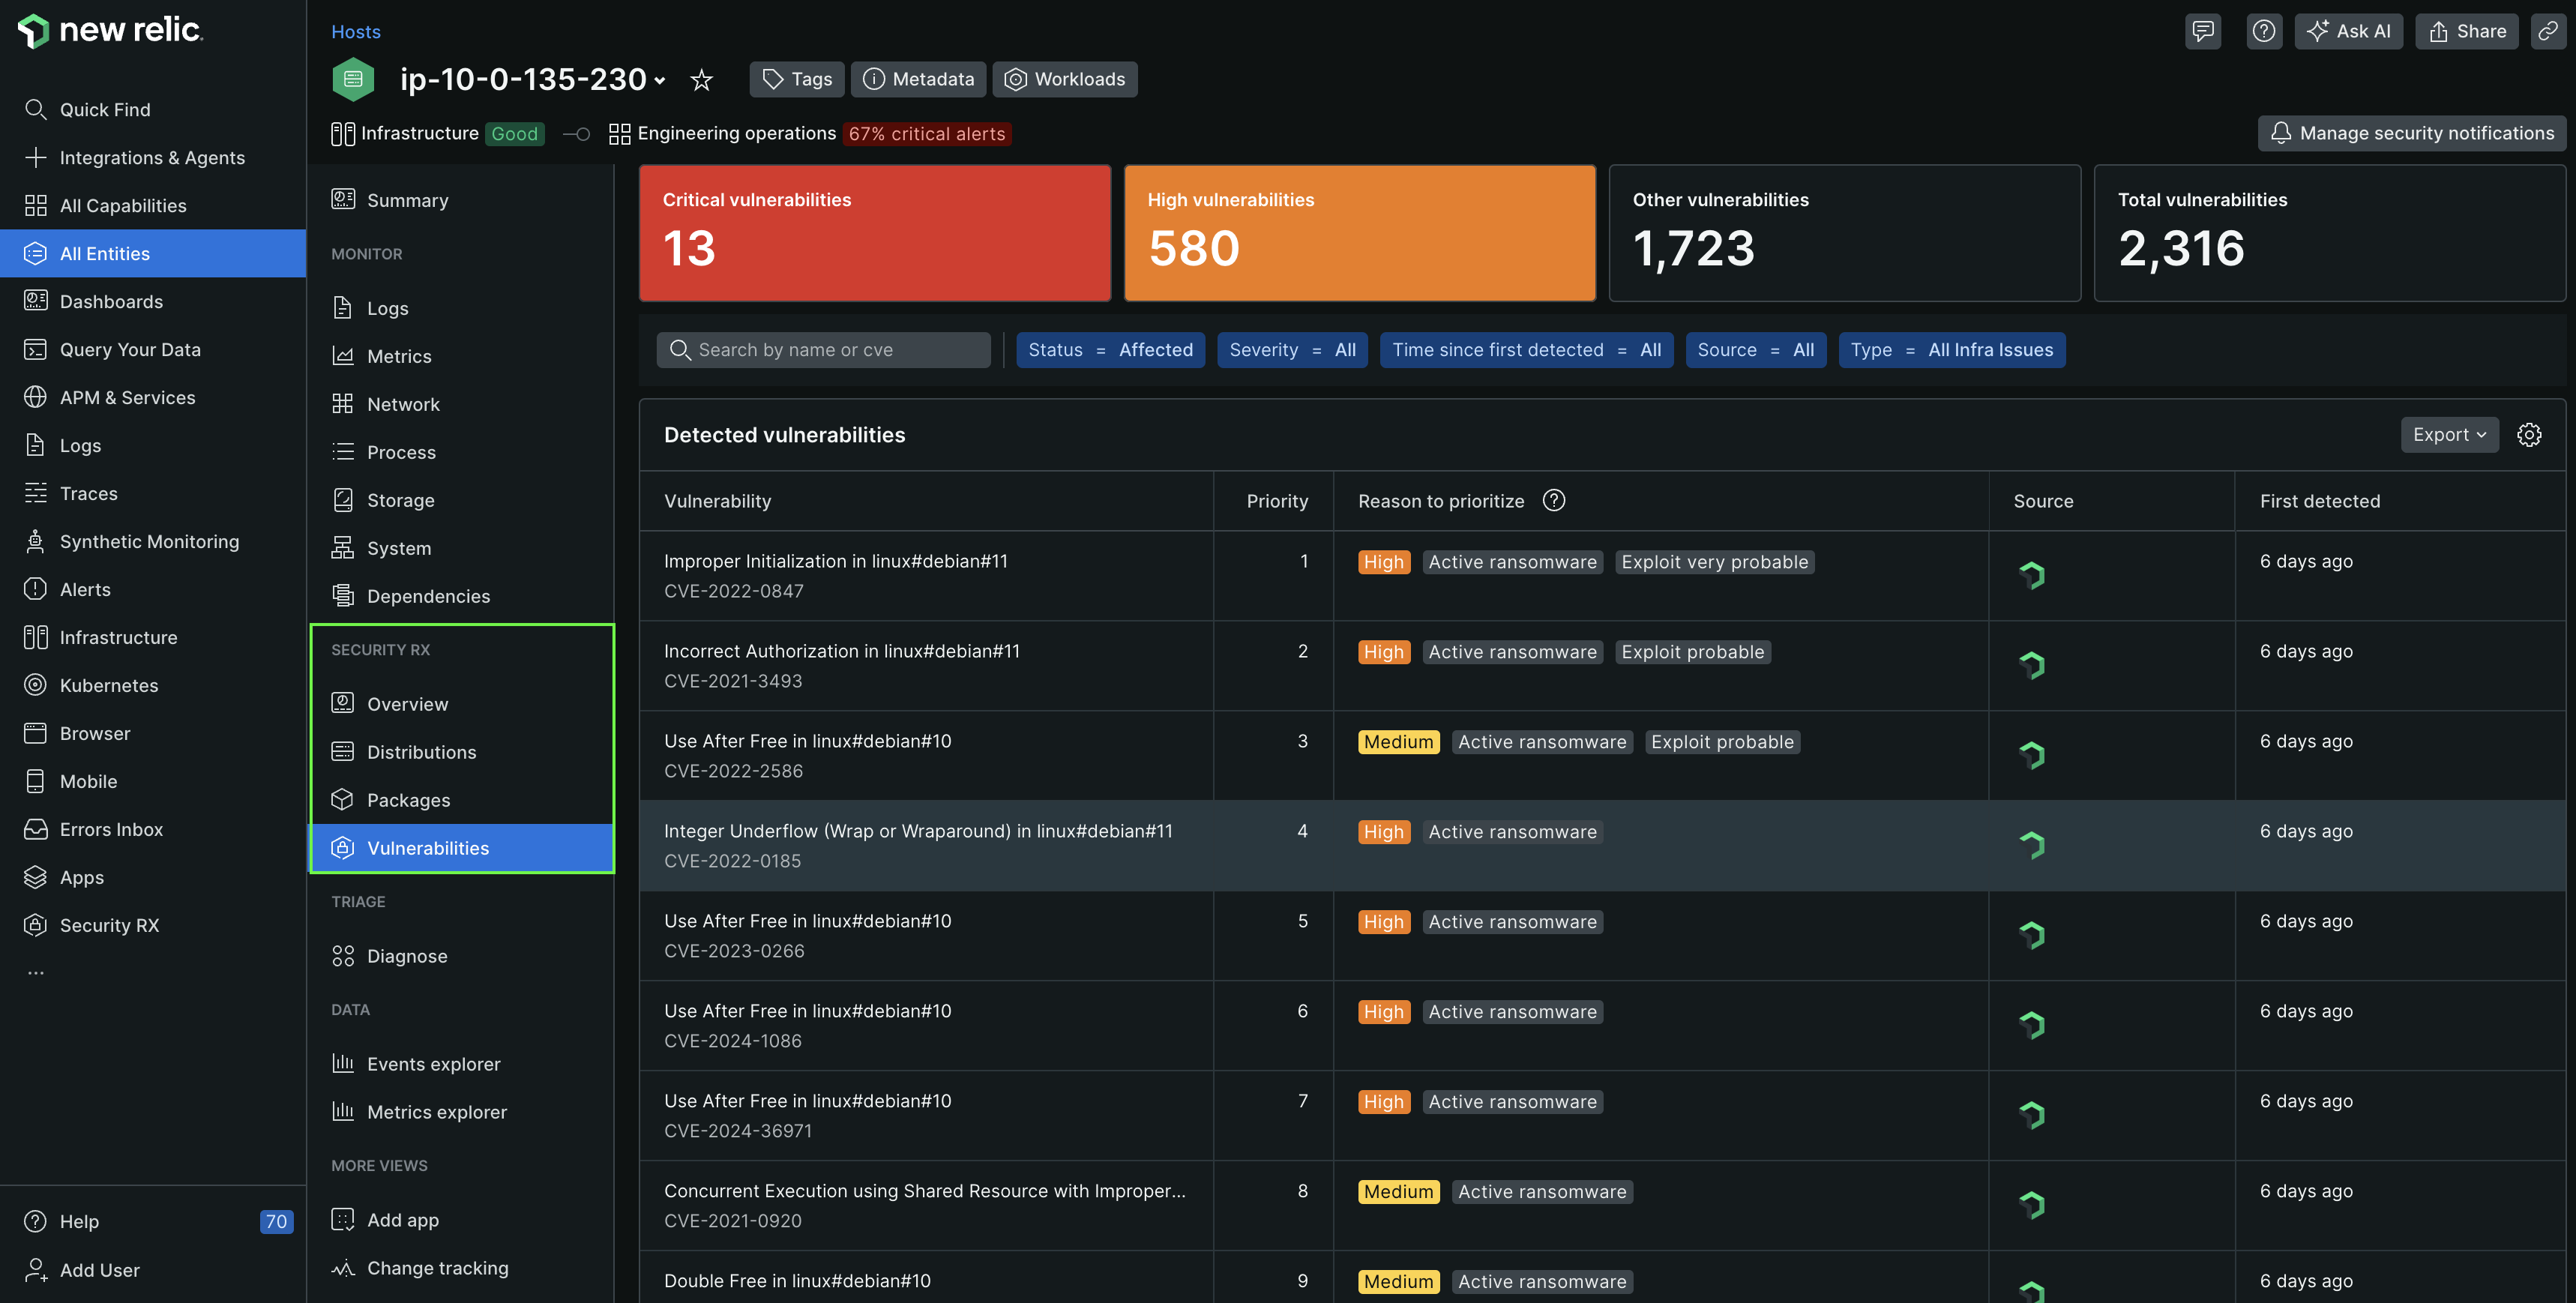 new relic.
Quick Find
Integrations & Agents
All Capabilities
All Entities
Dashboards
Query Your Data
APM & Services
Logs
Traces
Synthetic Monitoring
Alerts
Infrastructure
Kubernetes
Browser
Mobile
Errors Inbox
Apps
Security RX
...
Help 70
Add User
Hosts
Ask AI Share
ip-10-0-135-230 Tags Metadata Workloads
Infrastructure Good Engineering operations 67% critical alerts Manage security notifications
Summary
MONITOR
Logs
Metrics
Network
Process
Storage
System
Dependencies
SECURITY RX
Overview
Distributions
Packages
Vulnerabilities
TRIAGE
Diagnose
DATA
Events explorer
Metrics explorer
MORE VIEWS
Add app
Change tracking
Critical vulnerabilities
13
High vulnerabilities
580
Other vulnerabilities
1,723
Total vulnerabilities
2,316
Search by name or cve Status = Affected Severity = All Time since first detected = All Source = All Type = All Infra Issues
Detected vulnerabilities Export
Vulnerability Priority Reason to prioritize Source First detected
Improper Initialization in linux#debian#11 1 High Active ransomware Exploit very probable 6 days ago
CVE-2022-0847
Incorrect Authorization in linux#debian#11 2 High Active ransomware Exploit probable 6 days ago
CVE-2021-3493
Use After Free in linux#debian#10 3 Medium Active ransomware Exploit probable 6 days ago
CVE-2022-2586
Integer Underflow (Wrap or Wraparound) in linux#debian#11 4 High Active ransomware 6 days ago
CVE-2022-0185
Use After Free in linux#debian#10 5 High Active ransomware 6 days ago
CVE-2023-0266
Use After Free in linux#debian#10 6 High Active ransomware 6 days ago
CVE-2024-1086
Use After Free in linux#debian#10 7 High Active ransomware 6 days ago
CVE-2024-36971
Concurrent Execution using Shared Resource with Improper... 8 Medium Active ransomware 6 days ago
CVE-2021-0920
Double Free in linux#debian#10 9 Medium Active ransomware 6 days ago